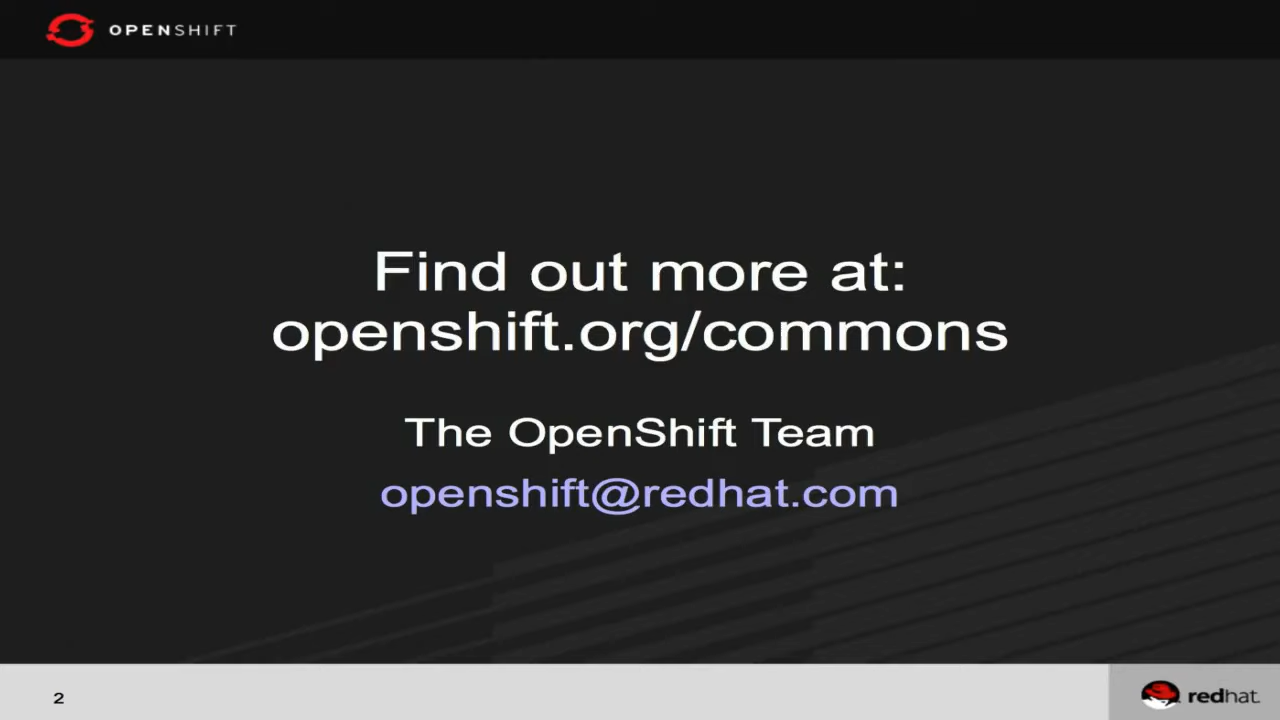 OPENSHIFT
Find out more at:
openshift.org/commons
The OpenShift Team
openshift@redhat.com
2
redhat.